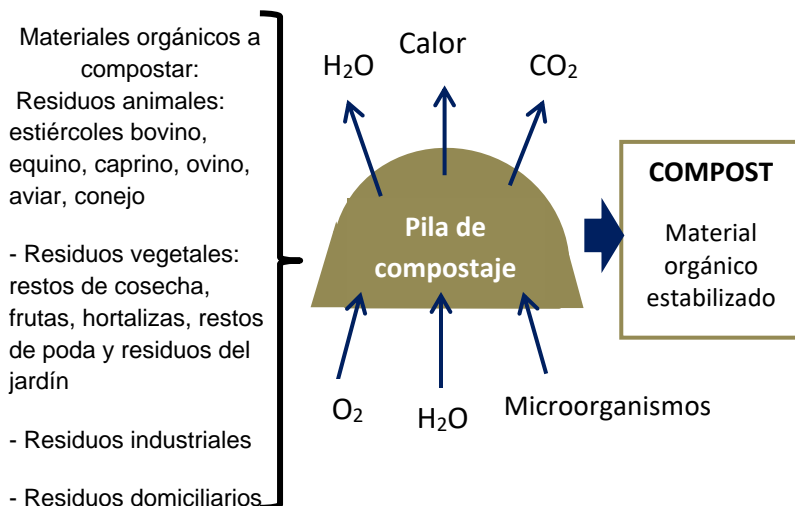 Materiales orgánicos a
compostar:
Residuos animales:
estiércoles bovino,
equino, caprino, ovino,
aviar, conejo
- Residuos vegetales:
restos de cosecha,
frutas, hortalizas, restos
de poda y residuos del
jardín
- Residuos industriales
- Residuos domiciliarios
H₂O
Calor
CO₂
Pila de
compostaje
O₂
H₂O
Microorganismos
COMPOST
Material
orgánico
estabilizado